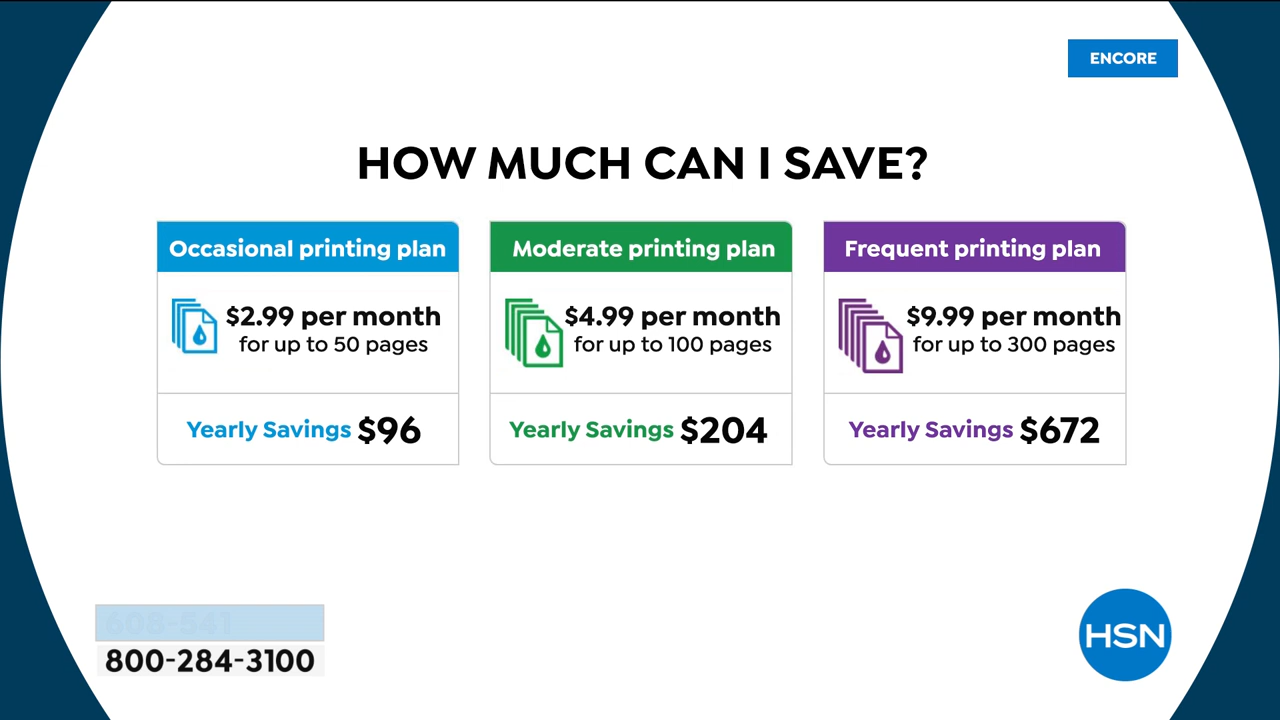 ENCORE
HOW MUCH CAN I SAVE?
Occasional printing plan
$2.99 per month
for up to 50 pages
Yearly Savings $96
Moderate printing plan
$4.99 per month
for up to 100 pages
Yearly Savings $204
Frequent printing plan
$9.99 per month
for up to 300 pages
Yearly Savings $672
800-284-3100
HSN